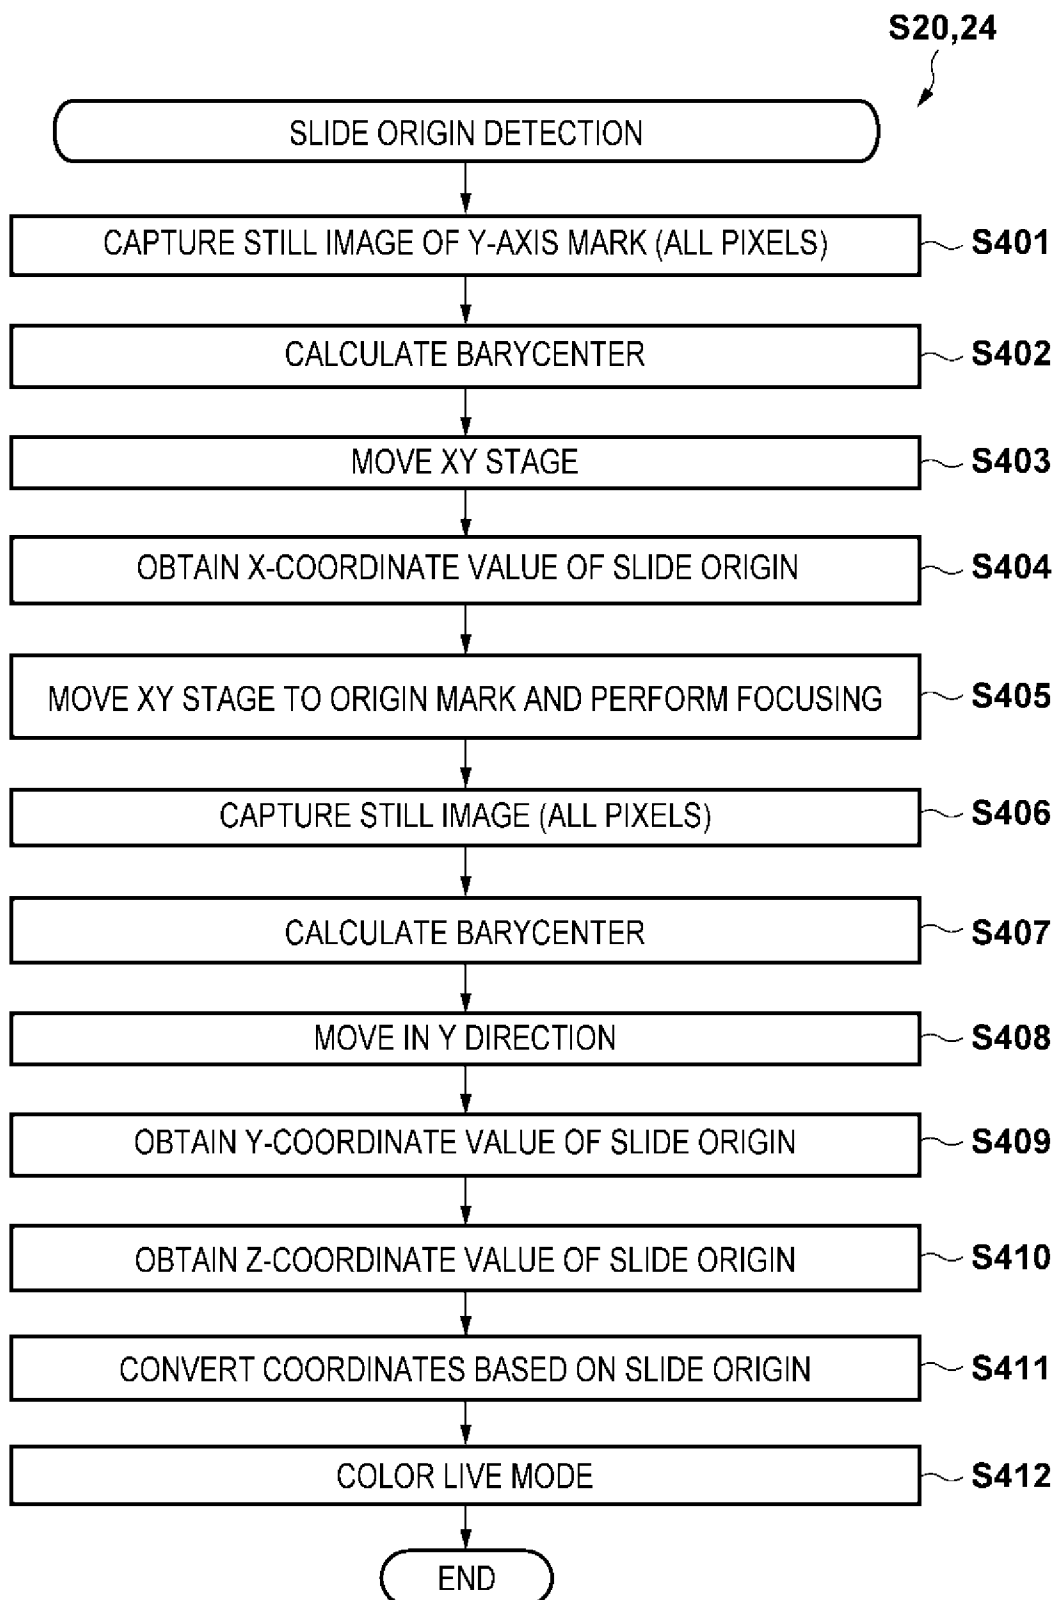 S20,24
SLIDE ORIGIN DETECTION
CAPTURE STILL IMAGE OF Y-AXIS MARK (ALL PIXELS) S401
CALCULATE BARYCENTER S402
MOVE XY STAGE S403
OBTAIN X-COORDINATE VALUE OF SLIDE ORIGIN S404
MOVE XY STAGE TO ORIGIN MARK AND PERFORM FOCUSING S405
CAPTURE STILL IMAGE (ALL PIXELS) S406
CALCULATE BARYCENTER S407
MOVE IN Y DIRECTION S408
OBTAIN Y-COORDINATE VALUE OF SLIDE ORIGIN S409
OBTAIN Z-COORDINATE VALUE OF SLIDE ORIGIN S410
CONVERT COORDINATES BASED ON SLIDE ORIGIN S411
COLOR LIVE MODE S412
END